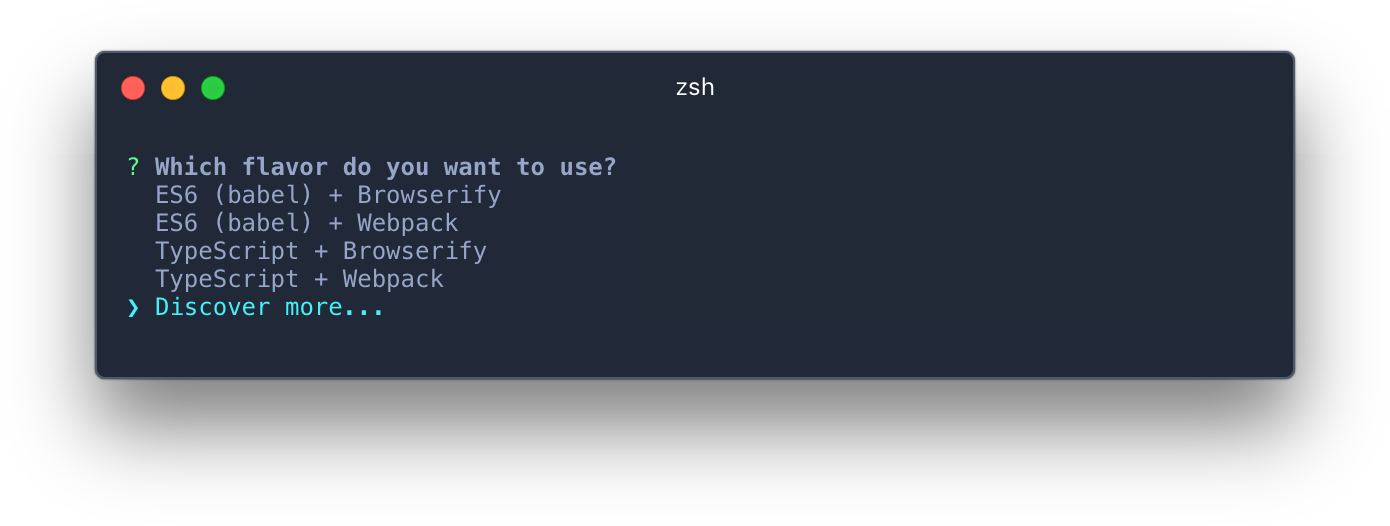 zsh
? Which flavor do you want to use?
ES6 (babel) + Browserify
ES6 (babel) + Webpack
TypeScript + Browserify
TypeScript + Webpack
❯ Discover more...